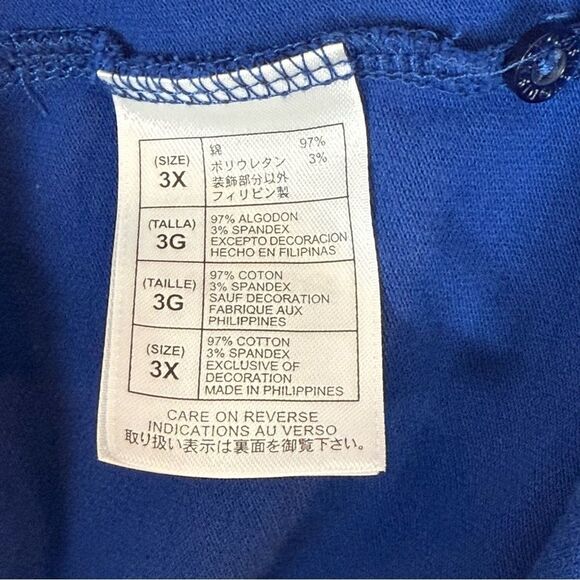 (SIZE)
3X
綿 97%
ポリウレタン 3%
装飾部分以外
フィリピン製
(TALLA)
3G
97% ALGODON
3% SPANDEX
EXCEPTO DECORACION
HECHO EN FILIPINAS
(TAILLE)
3G
97% COTON
3% SPANDEX
SAUF DECORATION
FABRIQUE AUX
PHILIPPINES
(SIZE)
3X
97% COTTON
3% SPANDEX
EXCLUSIVE OF
DECORATION
MADE IN PHILIPPINES
CARE ON REVERSE
INDICATIONS AU VERSO
取り扱い表示は裏面を御覧下さい。